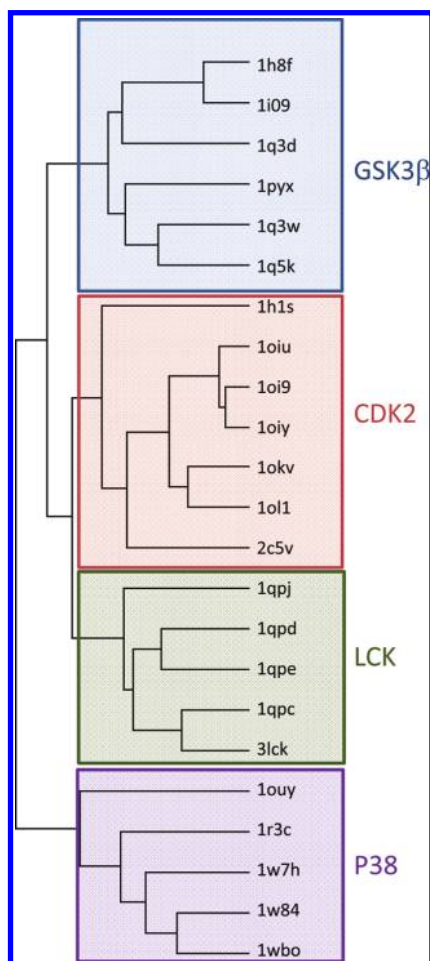 1h8f
1i09
1q3d
GSK3β
1pyx
1q3w
1q5k
1h1s
1oiu
1oi9
CDK2
1oiy
1okv
1ol1
2c5v
1qpj
1qpd
LCK
1qpe
1qpc
3lck
1ouy
1r3c
P38
1w7h
1w84
1wbo